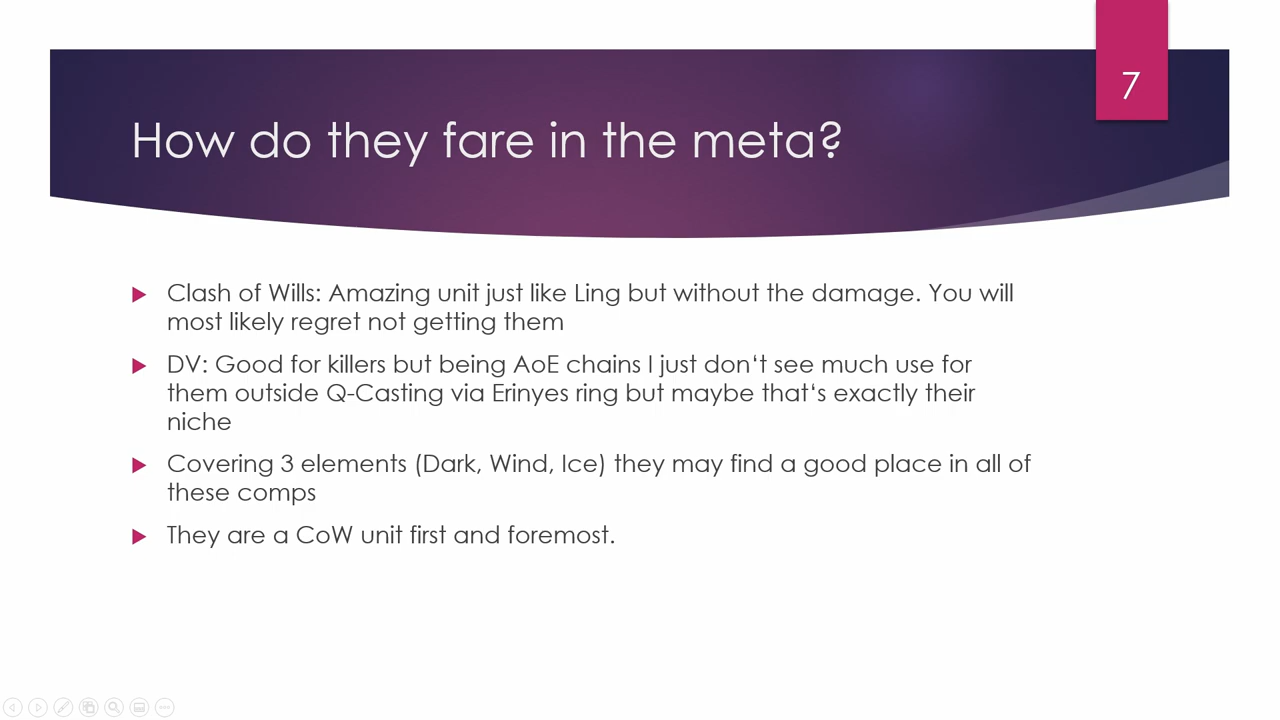 7
How do they fare in the meta?
Clash of Wills: Amazing unit just like Ling but without the damage. You will
most likely regret not getting them
DV: Good for killers but being AoE chains I just don‘t see much use for
them outside Q-Casting via Erinyes ring but maybe that‘s exactly their
niche
Covering 3 elements (Dark, Wind, Ice) they may find a good place in all of
these comps
They are a CoW unit first and foremost.